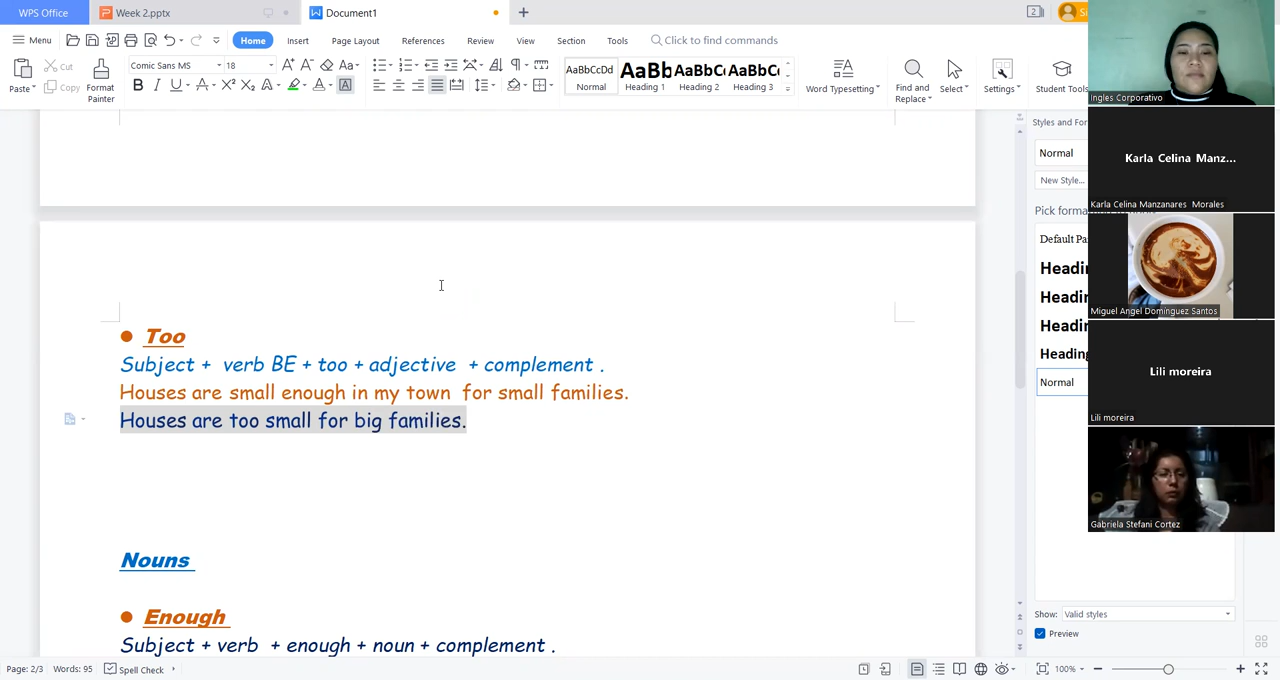 WPS Office
Week 2.pptx
Document1
2
Menu
Home
Insert
Page Layout
References
Review
View
Section
Tools
Click to find commands
Paste
Cut
Copy
Format
Painter
Comic Sans MS
18
AaBbCcDd
Normal
AaBb
Heading 1
AaBbC
Heading 2
AaBbC
Heading 3
Word Typesetting
Find and
Replace
Select
Settings
Student Tools
Too
Subject + verb BE + too + adjective + complement .
Houses are small enough in my town for small families.
Houses are too small for big families.
Nouns
Enough
Subject + verb + enough + noun + complement .
Styles and For
Normal
New Style...
Pick forma
Default Pa
Headi
Headin
Headi
Heading
Normal
Show:
Valid styles
Preview
Ingles Corporativo
Karla Celina Manz...
Karla Celina Manzanares Morales
Miguel Angel Dominguez Santos
Lili moreira
Lili moreira
Gabriela Stefani Cortez
Page: 2/3
Words: 95
Spell Check
100%